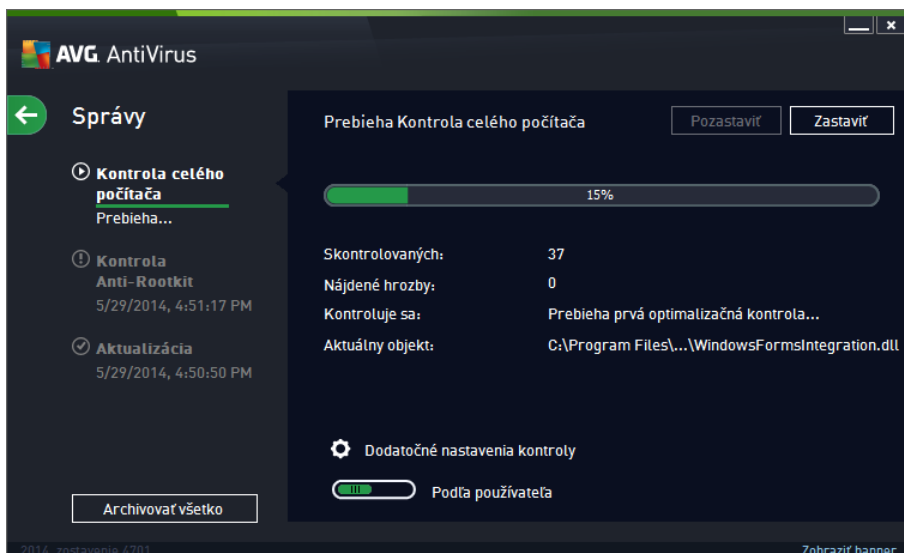 AVG. AntiVirus
Správy
Kontrola celého
počítača
Prebieha...
Kontrola
Anti-Rootkit
5/29/2014, 4:51:17 PM
Aktualizácia
5/29/2014, 4:50:50 PM
Archivovať všetko
Prebieha Kontrola celého počítača
Pozastaviť
Zastaviť
15%
Skontrolovaných: 37
Nájdené hrozby: 0
Kontroluje sa: Prebieha prvá optimalizačná kontrola...
Aktuálny objekt: C:\Program Files\...\WindowsFormsIntegration.dll
Dodatočné nastavenia kontroly
Podľa používateľa
2014, zostavenie 4701
Zobraziť banner